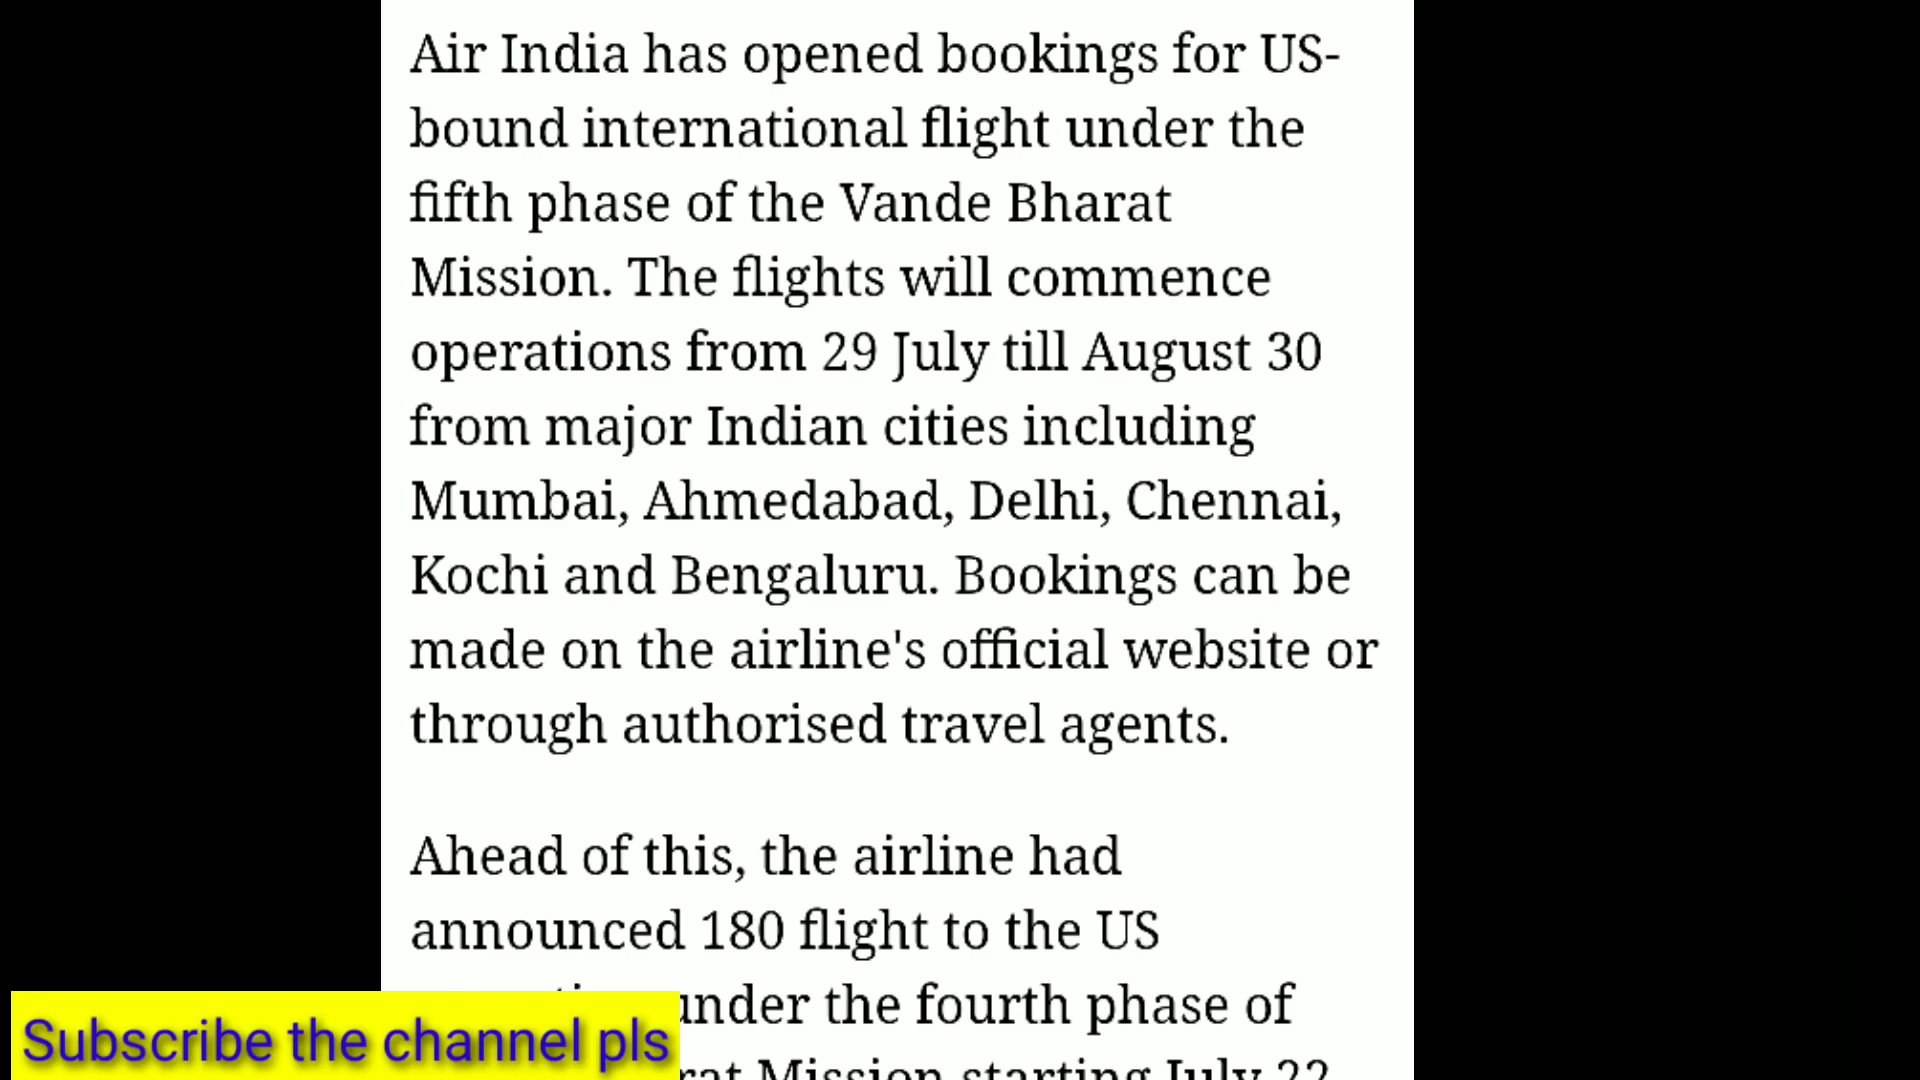 Air India has opened bookings for US-
bound international flight under the
fifth phase of the Vande Bharat
Mission. The flights will commence
operations from 29 July till August 30
from major Indian cities including
Mumbai, Ahmedabad, Delhi, Chennai,
Kochi and Bengaluru. Bookings can be
made on the airline's official website or
through authorised travel agents.
Ahead of this, the airline had
announced 180 flight to the US
under the fourth phase of
Mission starting July 22
Subscribe the channel pls